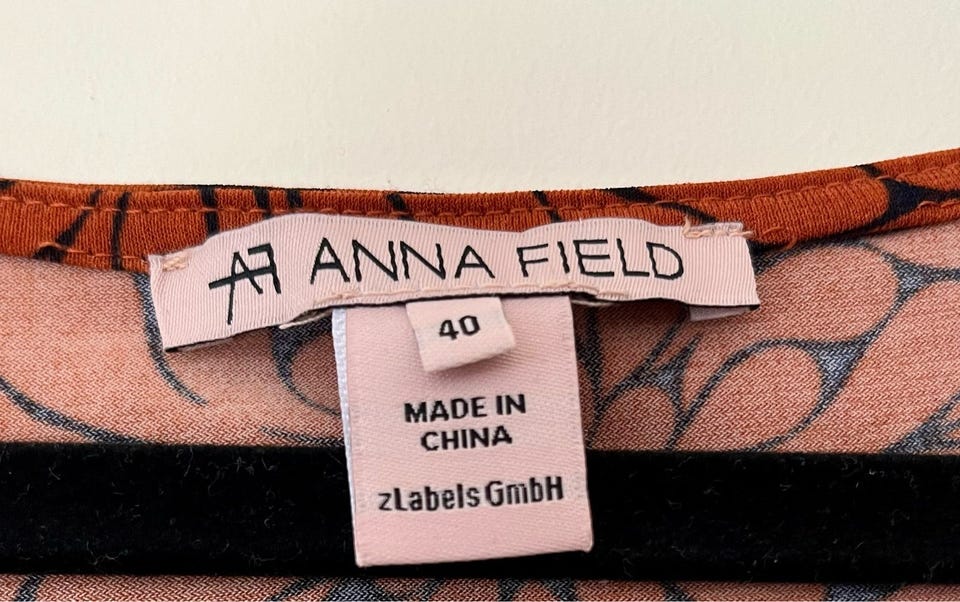 AF ANNA FIELD
40
MADE IN
CHINA
zLabels GmbH